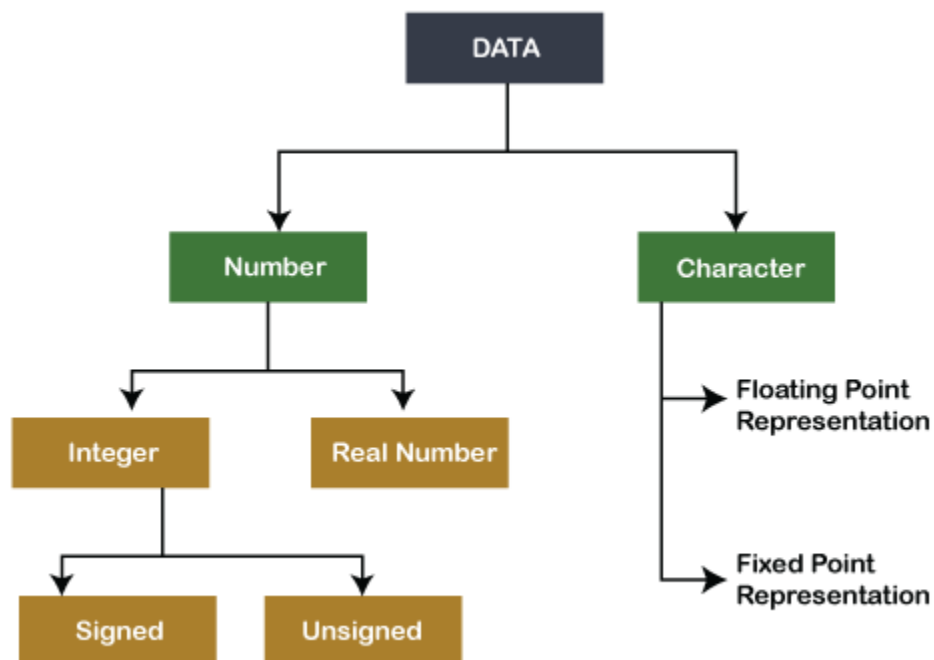 DATA
Number
Character
Floating Point
Representation
Integer
Real Number
Fixed Point
Representation
Signed
Unsigned